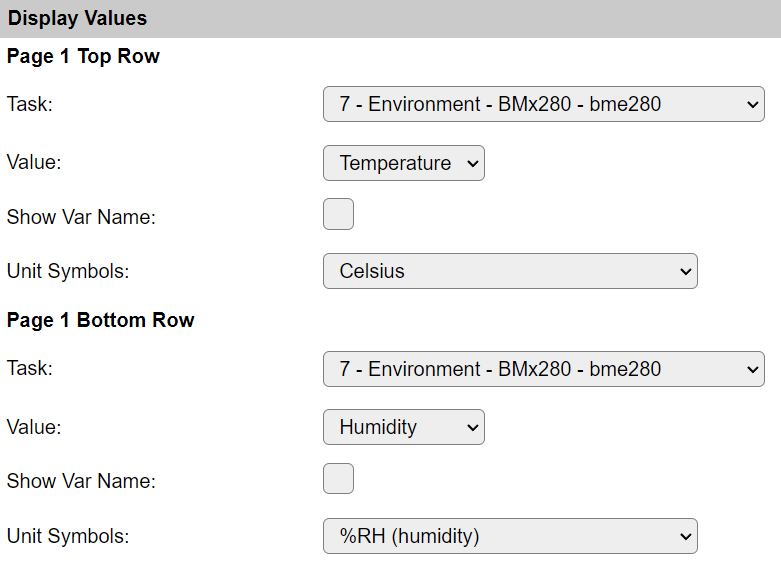 Display Values
Page 1 Top Row
Task: 7 - Environment - BMx280 - bme280
Value: Temperature
Show Var Name:
Unit Symbols: Celsius
Page 1 Bottom Row
Task: 7 - Environment - BMx280 - bme280
Value: Humidity
Show Var Name:
Unit Symbols: %RH (humidity)